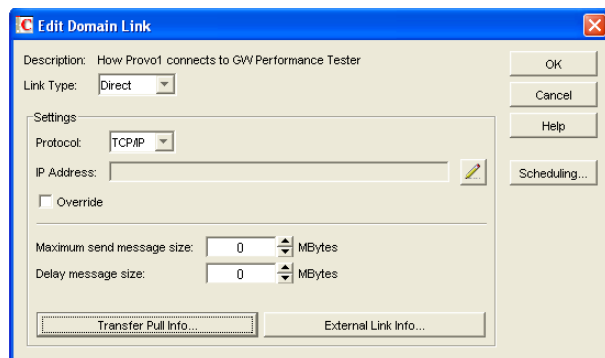 Edit Domain Link
Description: How Provo1 connects to GW Performance Tester
Link Type: Direct
Settings
Protocol: TCP/IP
IP Address:
Override
Maximum send message size: 0 MBytes
Delay message size: 0 MBytes
Transfer Pull Info... External Link Info...
OK
Cancel
Help
Scheduling...